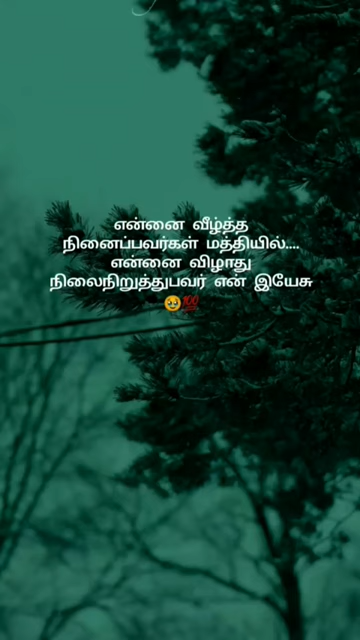 என்னை வீழ்த்த
நினைப்பவர்கள் மத்தியில்....
என்னை விழாது
நிலைநிறுத்துபவர் என் இயேசு
🥹💯